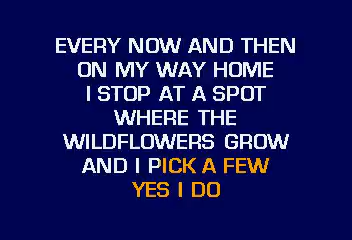 EVERY NOW AND THEN
ON MY WAY HOME
I STOP AT A SPOT
WHERE THE
WILDFLOWERS GROW
AND I PICK A FEW
YES I DO